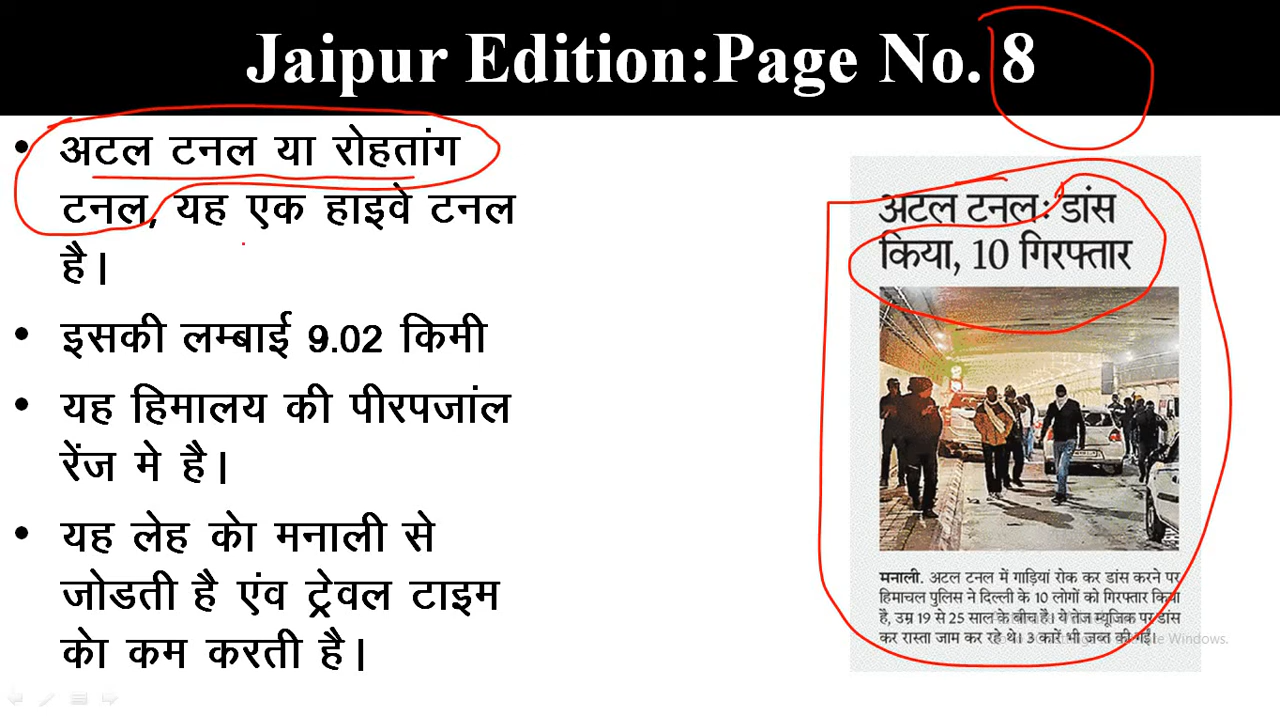 Jaipur Edition:Page No. 8
• अटल टनल या रोहतांग
टनल, यह एक हाइवे टनल
है।
• इसकी लम्बाई 9.02 किमी
• यह हिमालय की पीरपजांल
रेंज मे है।
• यह लेह केा मनाली से
जोडती है एंव ट्रेवल टाइम
केा कम करती है।
अटल टनल: डांस
किया, 10 गिरफ्तार
मनाली. अटल टनल में गाड़ियां रोक कर डांस करने पर
हिमाचल पुलिस ने दिल्ली के 10 लोगों को गिरफ्तार किया
है, उम्र 19 से 25 साल के बीच है। ये तेज म्यूजिक पर डांस
कर रास्ता जाम कर रहे थे। 3 कारें भी जब्त की गई।
Windows.